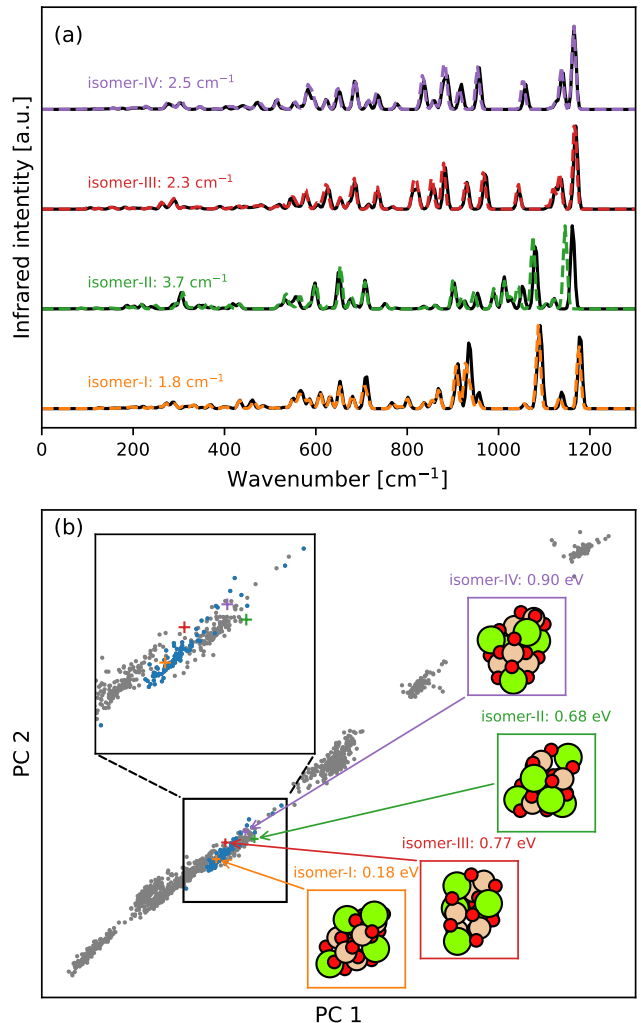 (a)
isomer-IV: 2.5 cm⁻¹
isomer-III: 2.3 cm⁻¹
isomer-II: 3.7 cm⁻¹
isomer-I: 1.8 cm⁻¹
Infrared intentity [a.u.]
0 200 400 600 800 1000 1200
Wavenumber [cm⁻¹]
(b)
isomer-IV: 0.90 eV
isomer-II: 0.68 eV
isomer-III: 0.77 eV
isomer-I: 0.18 eV
PC 2
PC 1